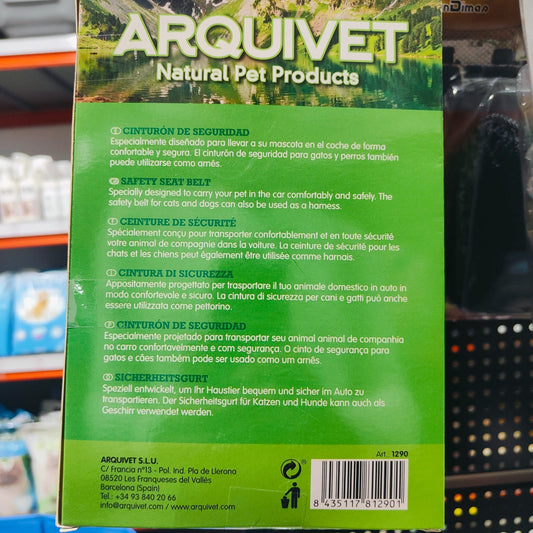 nDimas
ARQUIVET
Natural Pet Products
CINTURÓN DE SEGURIDAD
Especialmente diseñado para llevar a su mascota en el coche de forma
confortable y segura. El cinturón de seguridad para gatos y perros también
puede utilizarse como arnés.
SAFETY SEAT BELT
Specially designed to carry your pet in the car comfortably and safely. The
safety belt for cats and dogs can also be used as a harness.
CEINTURE DE SÉCURITÉ
Spécialement conçu pour transporter confortablement et en toute sécurité
votre animal de compagnie dans la voiture. La ceinture de sécurité pour les
chats et les chiens peut également être utilisée comme harnais.
CINTURA DI SICUREZZA
Appositamente progettato per trasportare il tuo animale domestico in auto in
modo confortevole e sicuro. La cintura di sicurezza per cani e gatti può anche
essere utilizzata come pettorino.
CINTURÓN DE SEGURIDAD
Especialmente projetado para transportar seu animal animal de companhia
no carro confortavelmente e com segurança. O cinto de segurança para
gatos e cães também pode ser usado como um arnês.
SICHERHEITSGURT
Speziell entwickelt, um Ihr Haustier bequem und sicher im Auto zu
transportieren. Der Sicherheitsgurt für Katzen und Hunde kann auch als
Geschirr verwendet werden.
ARQUIVET S.L.U.
C/ Francia nº13 - Pol. Ind. Pla de Llerona
08520 Les Franqueses del Vallès
Barcelona (Spain)
Tel.: +34 93 840 20 66
info@arquivet.com / www.arquivet.com
Art.: 1290
8 435117 812901